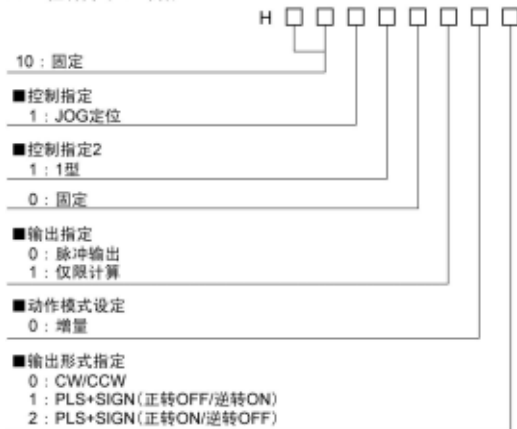 H □ □ □ □ □ □ □ □
10：固定
■控制指定
1：JOG定位
■控制指定2
1：1型
0：固定
■输出指定
0：脉冲输出
1：仅限计算
■动作模式设定
0：增量
■输出形式指定
0：CW/CCW
1：PLS+SIGN（正转OFF/逆转ON）
2：PLS+SIGN（正转ON/逆转OFF）